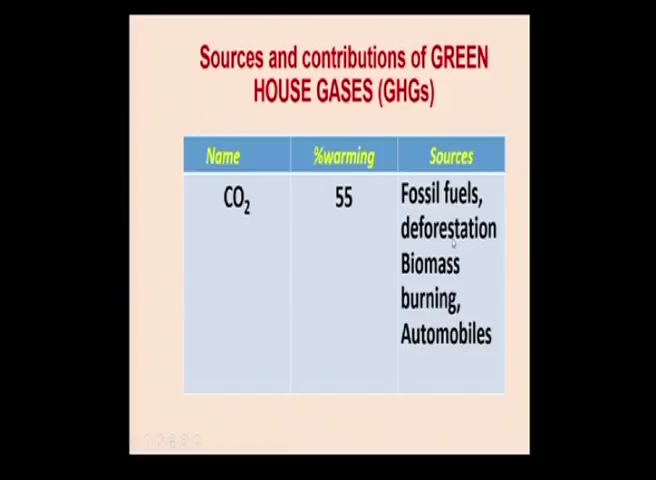 Sources and contributions of GREEN
HOUSE GASES (GHGs)
Name %warming Sources
CO₂ 55 Fossil fuels,
deforestation
Biomass
burning,
Automobiles